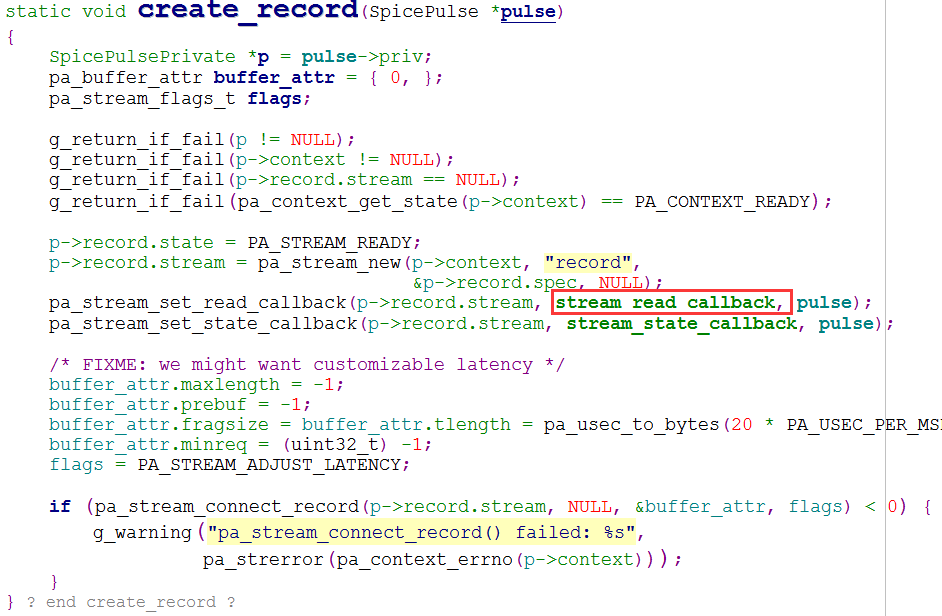 static void create_record(SpicePulse *pulse)
{
    SpicePulsePrivate *p = pulse->priv;
    pa_buffer_attr buffer_attr = { 0, };
    pa_stream_flags_t flags;

    g_return_if_fail(p != NULL);
    g_return_if_fail(p->context != NULL);
    g_return_if_fail(p->record.stream == NULL);
    g_return_if_fail(pa_context_get_state(p->context) == PA_CONTEXT_READY);

    p->record.state = PA_STREAM_READY;
    p->record.stream = pa_stream_new(p->context, "record",
                                     &p->record.spec, NULL);
    pa_stream_set_read_callback(p->record.stream, stream_read_callback, pulse);
    pa_stream_set_state_callback(p->record.stream, stream_state_callback, pulse);

    /* FIXME: we might want customizable latency */
    buffer_attr.maxlength = -1;
    buffer_attr.prebuf = -1;
    buffer_attr.fragsize = buffer_attr.tlength = pa_usec_to_bytes(20 * PA_USEC_PER_MS
    buffer_attr.minreq = (uint32_t) -1;
    flags = PA_STREAM_ADJUST_LATENCY;

    if (pa_stream_connect_record(p->record.stream, NULL, &buffer_attr, flags) < 0) {
        g_warning("pa_stream_connect_record() failed: %s",
                  pa_strerror(pa_context_errno(p->context)));
    }
} ? end create_record ?